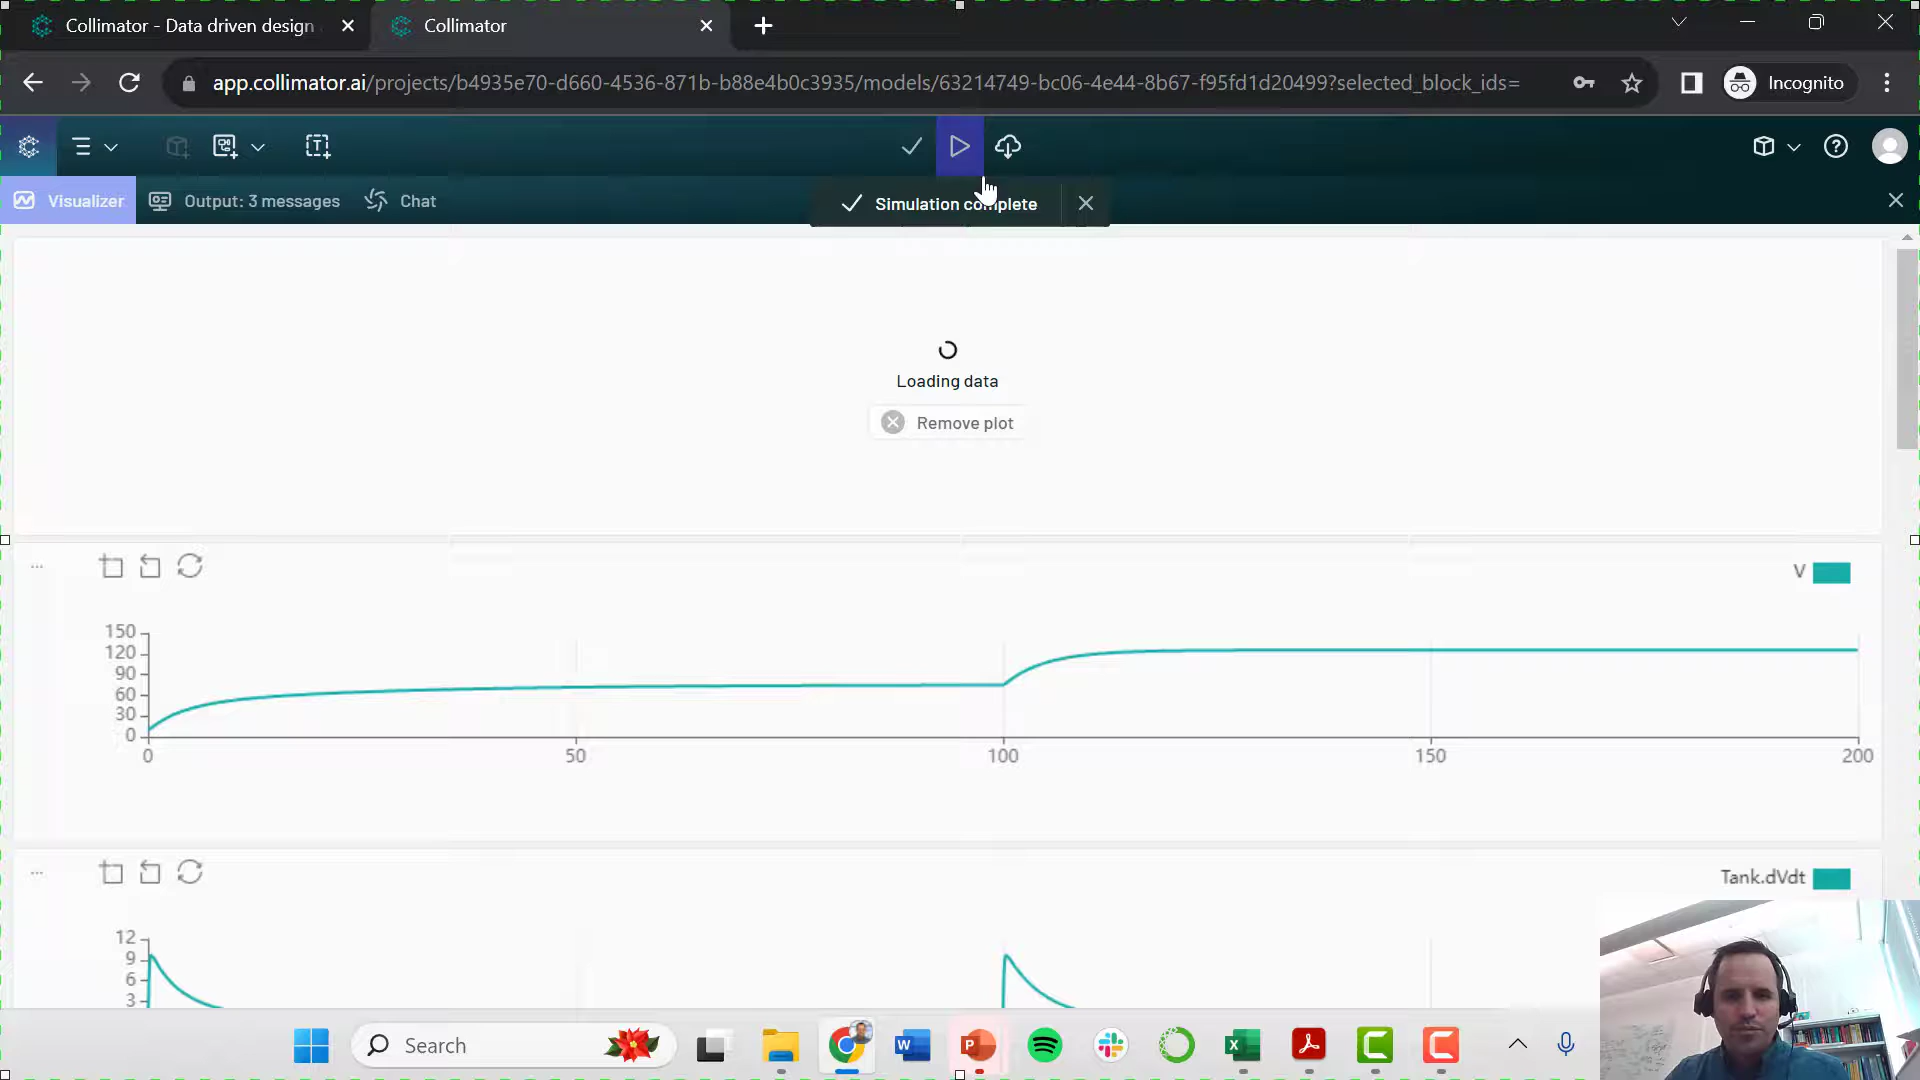 Collimator - Data driven design
Collimator
app.collimator.ai/projects/b4935e70-d660-4536-871b-b88e4b0c3935/models/63214749-bc06-4e44-8b67-f95fd1d20499?selected_block_ids=
Incognito
Visualizer
Output: 3 messages
Chat
Simulation complete
Loading data
Remove plot
V
150
120
90
60
30
0
0 50 100 150 200
Tank.dVdt
12
9
6
3
Search